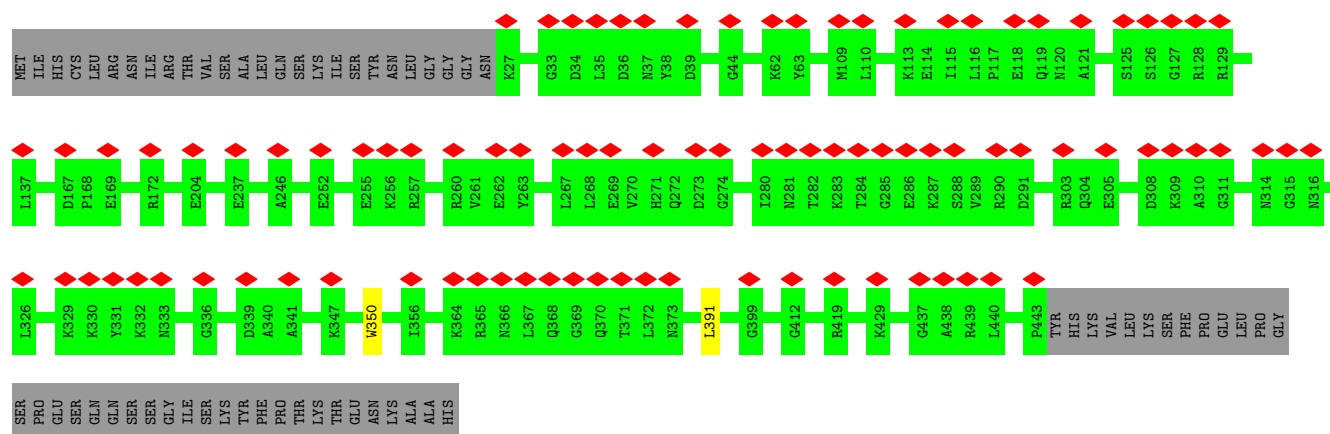 MET ILE HIS CYS LEU ARG ASN ILE ARG THR VAL SER ALA LEU GLN SER LYS ILE SER TYR ASN LEU GLY GLY GLY ASN K27 G33 D34 L35 D36 N37 Y38 D39 G44 K62 Y63 M109 L110 K113 E114 I115 L116 P117 E118 Q119 N120 A121 S125 S126 G127 R128 R129
L137 D167 P168 E169 R172 E204 E237 A246 E252 E255 K256 R257 R260 V261 E262 Y263 L267 L268 E269 V270 H271 Q272 D273 G274 I280 N281 T282 K283 T284 G285 E286 K287 S288 V289 R290 D291 R303 Q304 E305 D308 K309 A310 G311 N314 G315 N316
L326 K329 K330 Y331 K332 N333 G336 D339 A340 A341 K347 W350 I356 K364 R365 N366 L367 Q368 G369 Q370 T371 L372 N373 L391 G399 G412 R419 K429 G437 A438 R439 L440 P443 TYR HIS LYS VAL LEU LYS SER PHE PRO GLU LEU PRO GLY
SER PRO GLU SER GLN GLN SER SER GLY ILE SER LYS TYR PHE PRO THR LYS THR GLU ASN LYS ALA ALA HIS